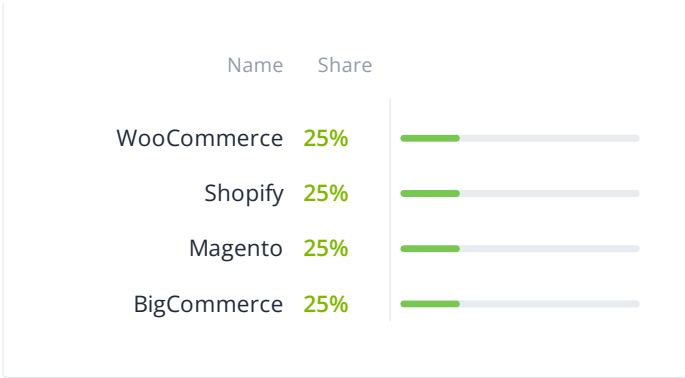 Name Share
WooCommerce 25%
Shopify 25%
Magento 25%
BigCommerce 25%